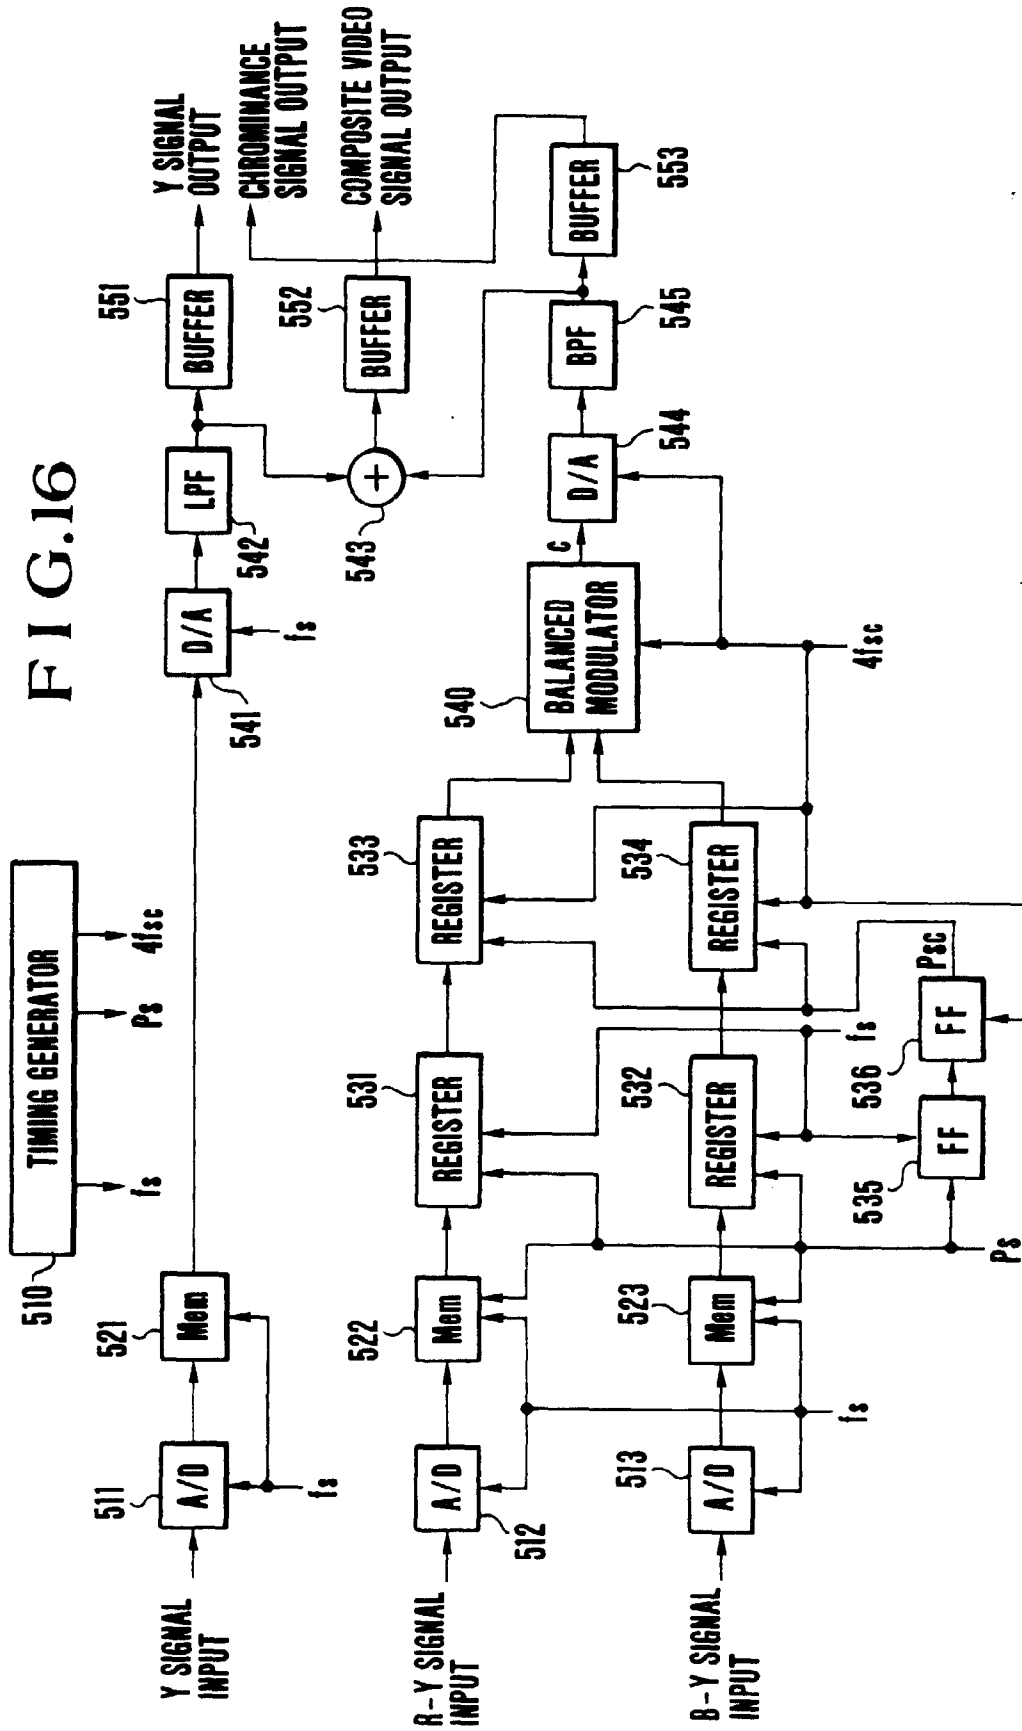 FIG.16
TIMING GENERATOR
510
fs
Ps
4fsc
Y SIGNAL
INPUT
511
A/D
fs
521
Mem
541
D/A
fs
542
LPF
551
BUFFER
Y SIGNAL
OUTPUT
CHROMINANCE
SIGNAL OUTPUT
R-Y SIGNAL
INPUT
512
A/D
522
Mem
531
REGISTER
533
REGISTER
540
BALANCED
MODULATOR
543
+
552
BUFFER
COMPOSITE VIDEO
SIGNAL OUTPUT
C
D/A
544
BPF
545
BUFFER
553
B-Y SIGNAL
INPUT
513
A/D
fs
523
Mem
532
REGISTER
fs
534
REGISTER
4fsc
Ps
535
FF
536
FF
Psc